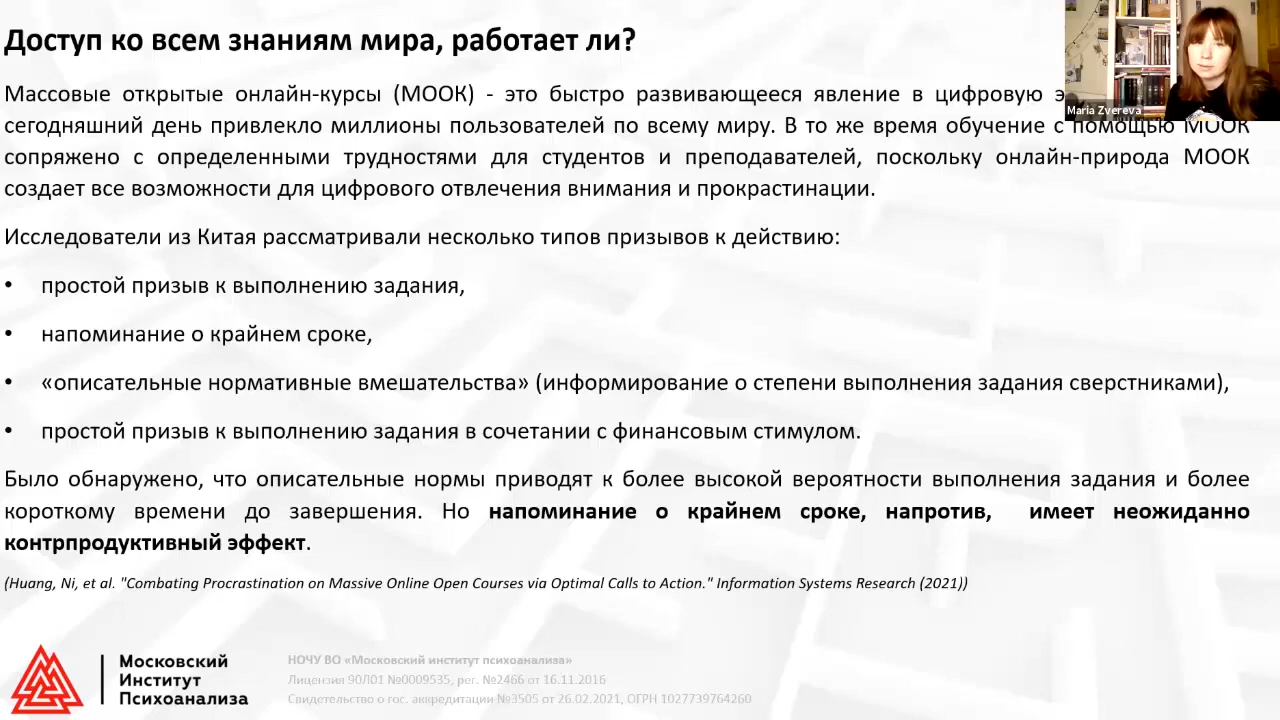 Доступ ко всем знаниям мира, работает ли?
Массовые открытые онлайн-курсы (МООК) - это быстро развивающееся явление в цифровую
Maria Zvereva
сегодняшний день привлекло миллионы пользователей по всему миру. В то же время обучение с помощью МООК
сопряжено с определенными трудностями для студентов и преподавателей, поскольку онлайн-природа МООК
создает все возможности для цифрового отвлечения внимания и прокрастинации.
Исследователи из Китая рассматривали несколько типов призывов к действию:
• простой призыв к выполнению задания,
• напоминание о крайнем сроке,
• «описательные нормативные вмешательства» (информирование о степени выполнения задания сверстниками),
• простой призыв к выполнению задания в сочетании с финансовым стимулом.
Было обнаружено, что описательные нормы приводят к более высокой вероятности выполнения задания и более
короткому времени до завершения. Но напоминание о крайнем сроке, напротив, имеет неожиданно
контрпродуктивный эффект.
(Huang, Ni, et al. "Combating Procrastination on Massive Online Open Courses via Optimal Calls to Action." Information Systems Research (2021))
Московский
Институт
Психоанализа
НОЧУ ВО «Московский институт психоанализа»
Лицензия 90Л01 №0009535, рег. №2466 от 16.11.2016
Свидетельство о гос. аккредитации №3505 от 26.02.2021, ОГРН 1027739764260